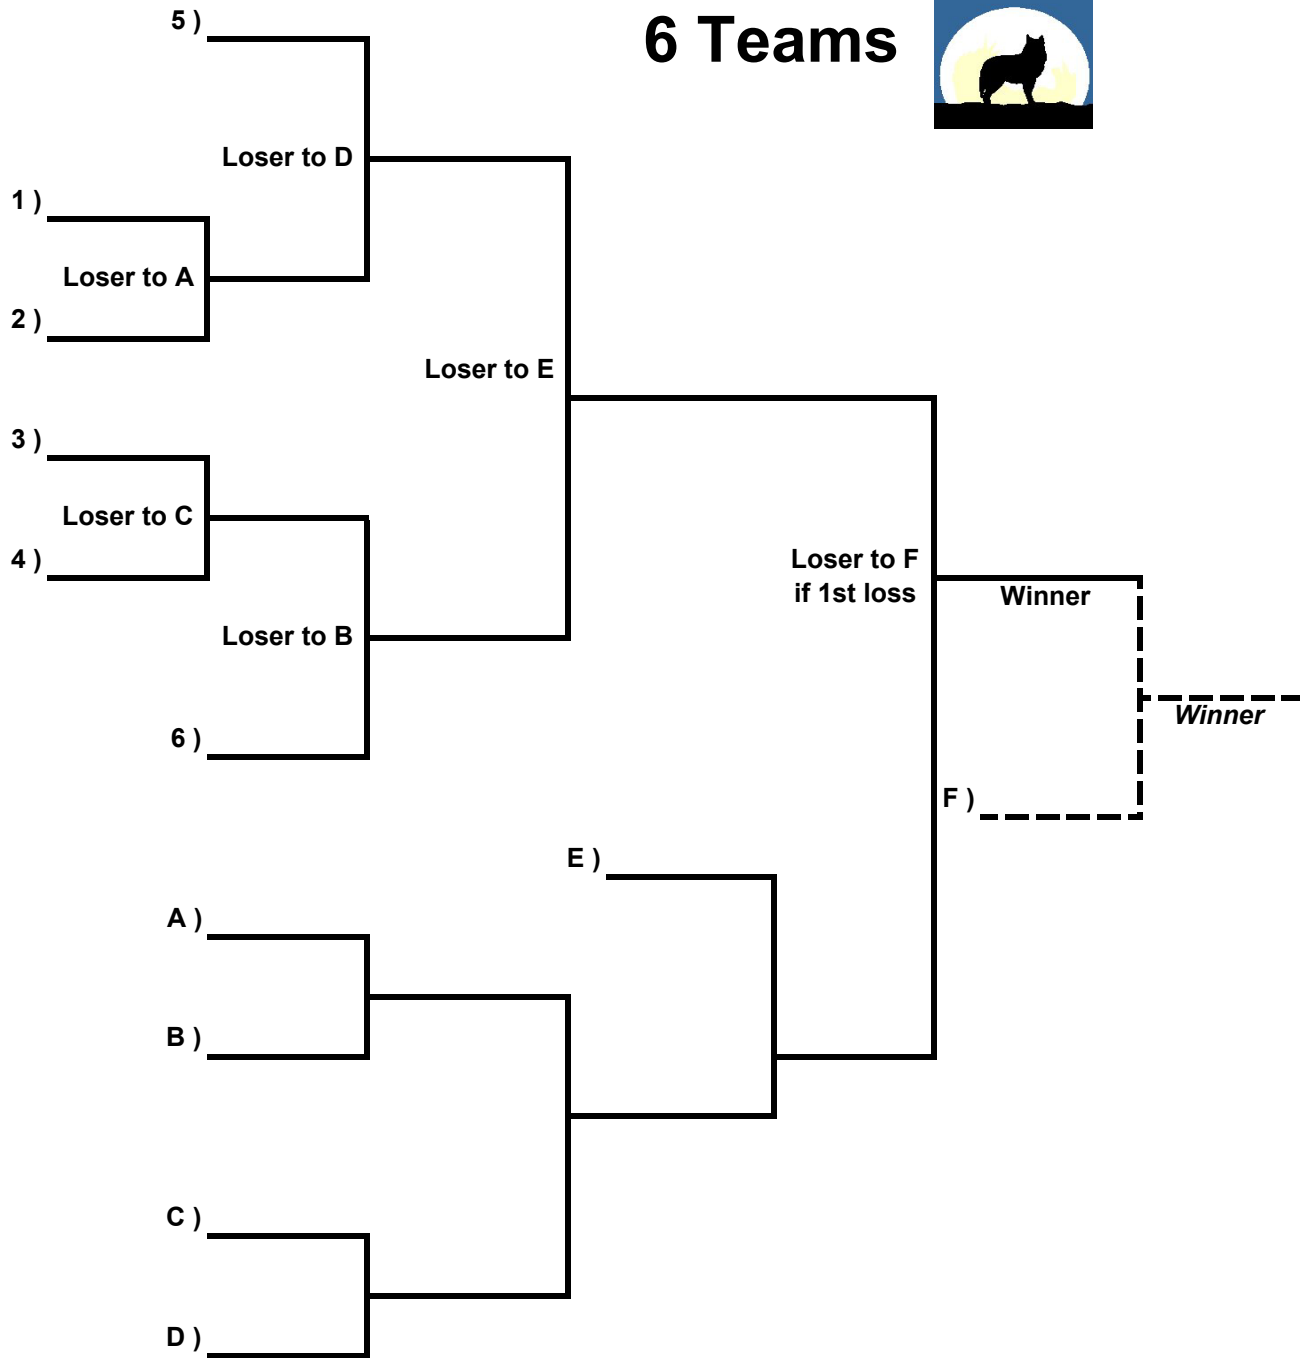 6 Teams
5 )
Loser to D
1 )
Loser to A
2 )
Loser to E
3 )
Loser to C
4 )
Loser to B
6 )
Loser to F
if 1st loss
Winner
Winner
F )
E )
A )
B )
C )
D )